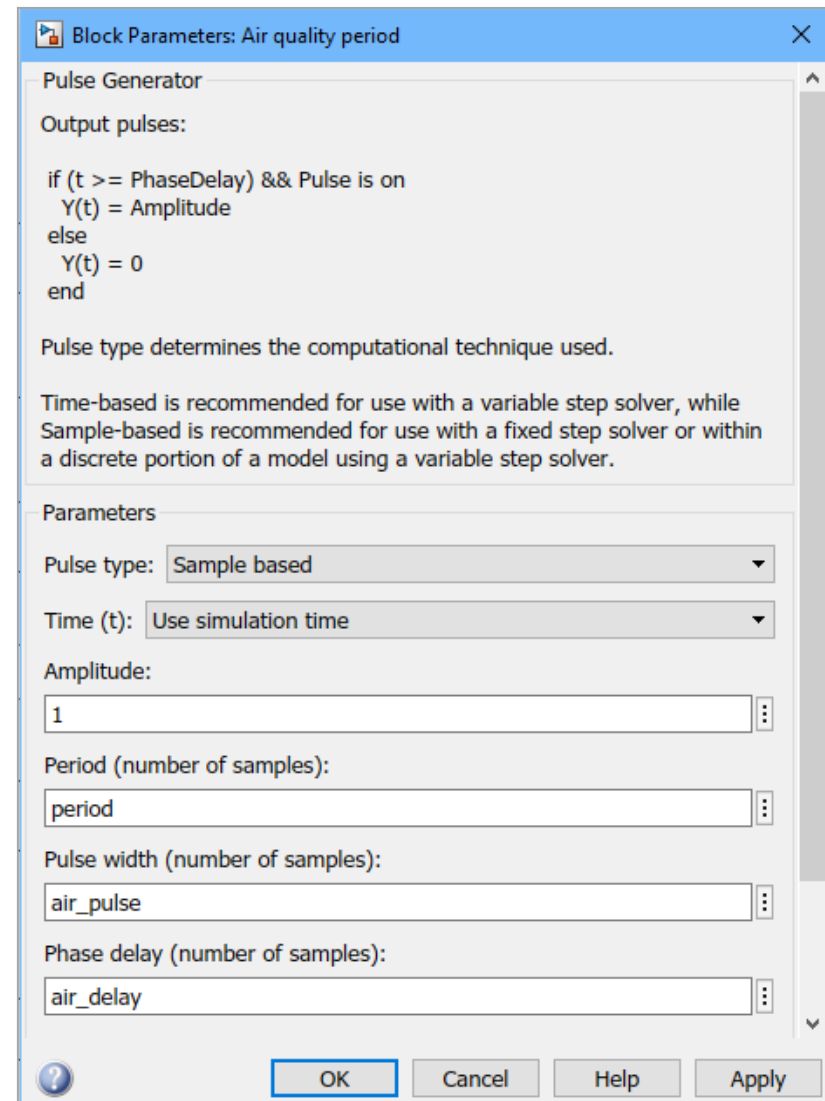 Block Parameters: Air quality period
Pulse Generator
Output pulses:
if (t >= PhaseDelay) && Pulse is on
Y(t) = Amplitude
else
Y(t) = 0
end
Pulse type determines the computational technique used.
Time-based is recommended for use with a variable step solver, while
Sample-based is recommended for use with a fixed step solver or within
a discrete portion of a model using a variable step solver.
Parameters
Pulse type: Sample based
Time (t): Use simulation time
Amplitude:
1
Period (number of samples):
period
Pulse width (number of samples):
air_pulse
Phase delay (number of samples):
air_delay
? OK Cancel Help Apply